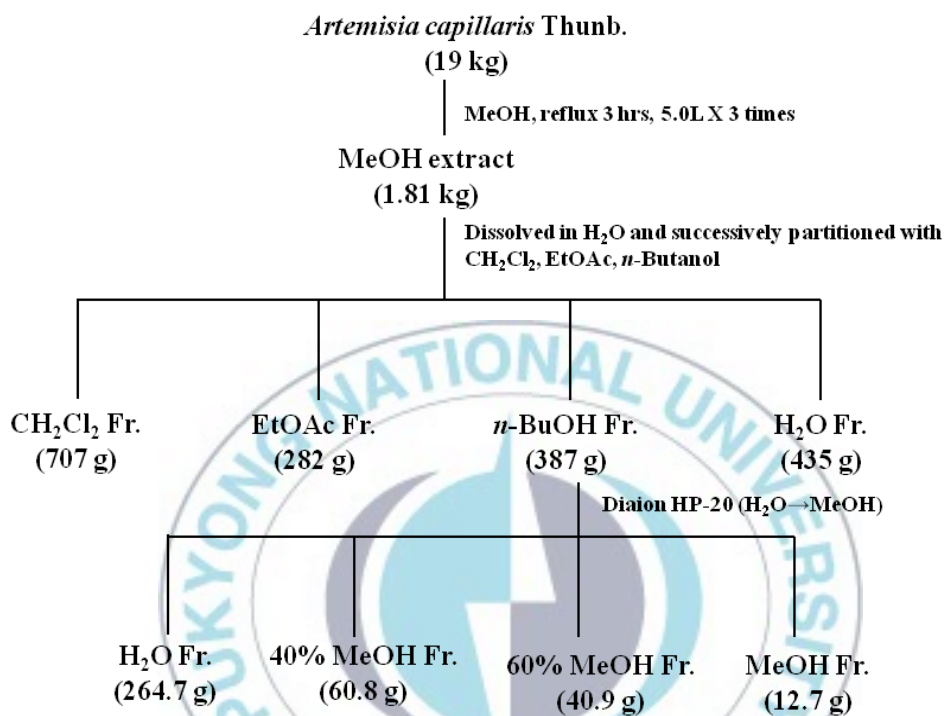 Artemisia capillaris Thunb.
(19 kg)
MeOH, reflux 3 hrs, 5.0L X 3 times
MeOH extract
(1.81 kg)
Dissolved in H₂O and successively partitioned with
CH₂Cl₂, EtOAc, n-Butanol
CH₂Cl₂ Fr.
(707 g)
EtOAc Fr.
(282 g)
n-BuOH Fr.
(387 g)
H₂O Fr.
(435 g)
Diaion HP-20 (H₂O→MeOH)
H₂O Fr.
(264.7 g)
40% MeOH Fr.
(60.8 g)
60% MeOH Fr.
(40.9 g)
MeOH Fr.
(12.7 g)
PUKYONG NATIONAL UNIVERSI